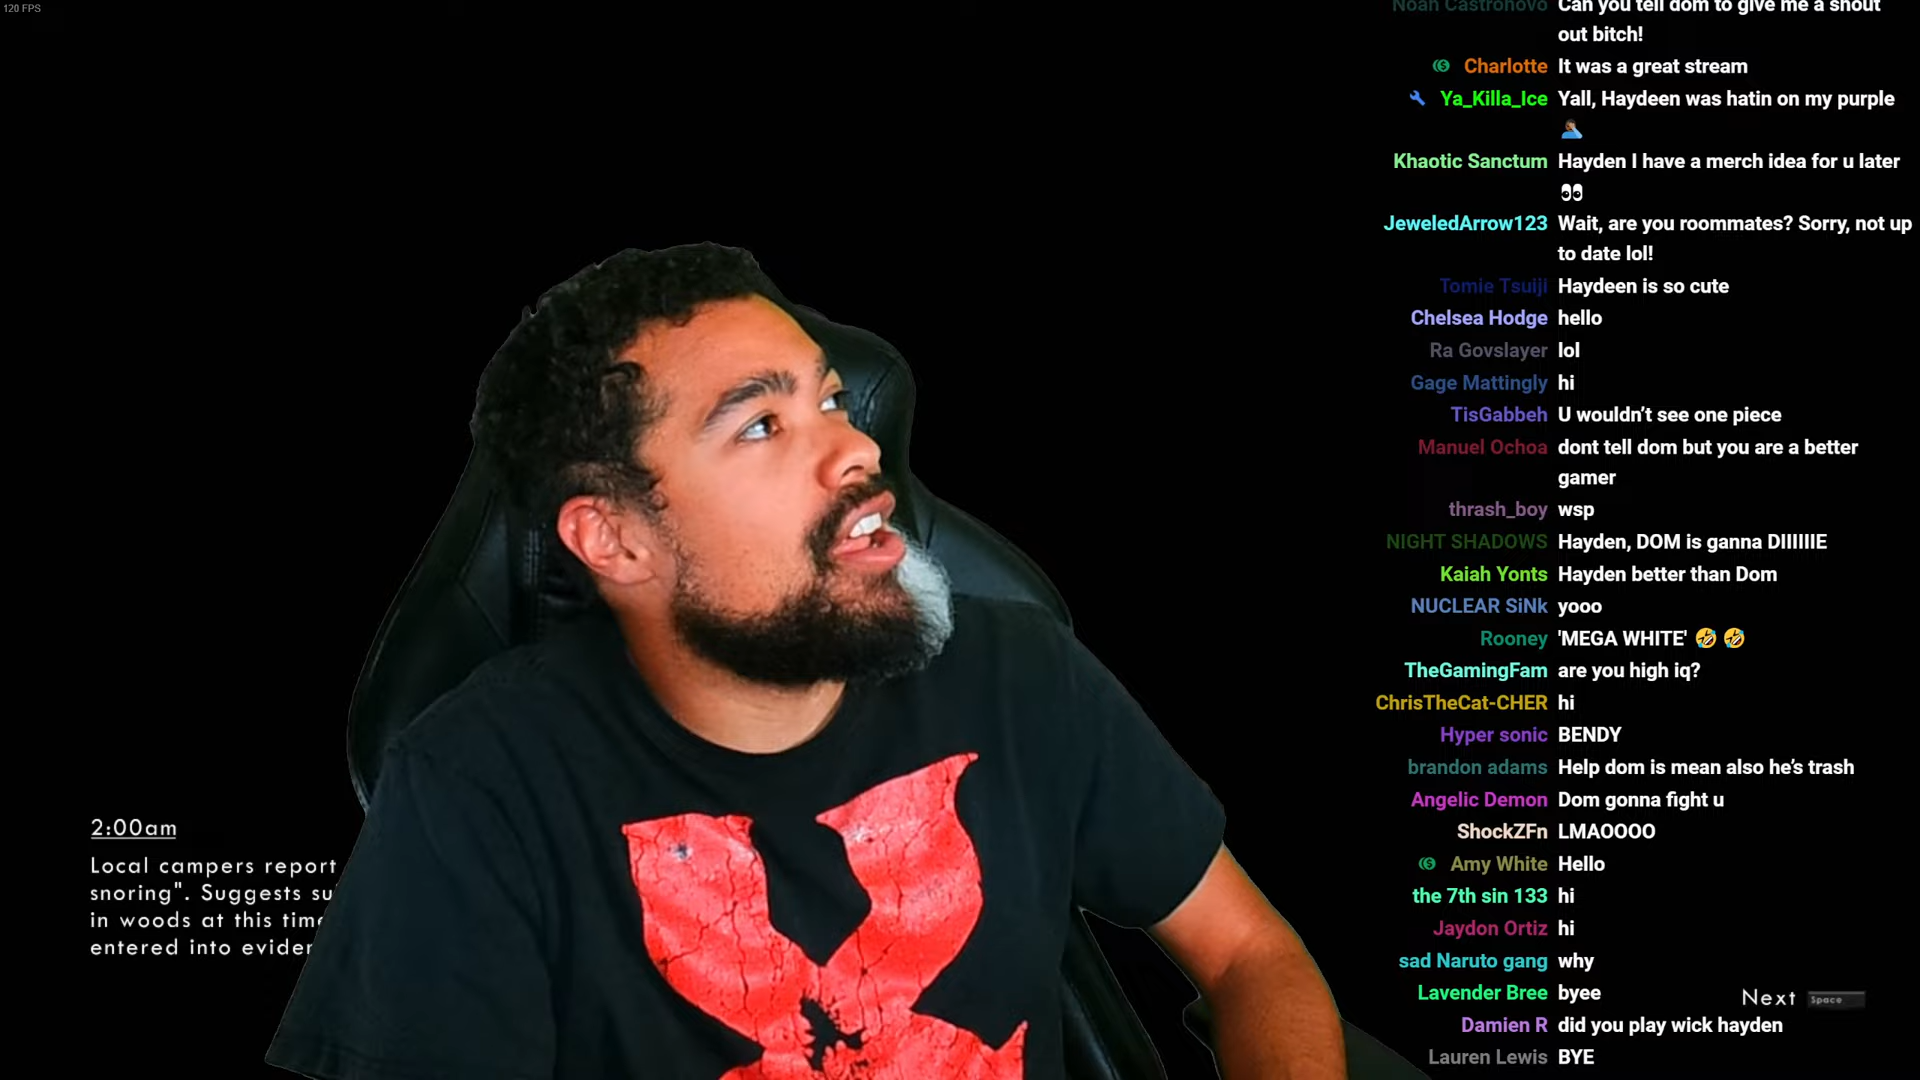 120 FPS
Noah Castronovo Can you tell dom to give me a shout
out bitch!
Charlotte It was a great stream
Ya_Killa_Ice Yall, Haydeen was hatin on my purple
Khaotic Sanctum Hayden I have a merch idea for u later
JeweledArrow123 Wait, are you roommates? Sorry, not up
to date lol!
Tomie Tsuiji Haydeen is so cute
Chelsea Hodge hello
Ra Govslayer lol
Gage Mattingly hi
TisGabbeh U wouldn’t see one piece
Manuel Ochoa dont tell dom but you are a better
gamer
thrash_boy wsp
NIGHT SHADOWS Hayden, DOM is ganna DIIIIIIE
Kaiah Yonts Hayden better than Dom
NUCLEAR SiNk yooo
Rooney 'MEGA WHITE' 🤣 🤣
TheGamingFam are you high iq?
ChrisTheCat-CHER hi
Hyper sonic BENDY
brandon adams Help dom is mean also he’s trash
Angelic Demon Dom gonna fight u
ShockZFn LMAOOOO
Amy White Hello
the 7th sin 133 hi
Jaydon Ortiz hi
sad Naruto gang why
Lavender Bree byee
Damien R did you play wick hayden
Lauren Lewis BYE
2:00am
Local campers report
snoring". Suggests
in woods at this time
entered into
Next Space